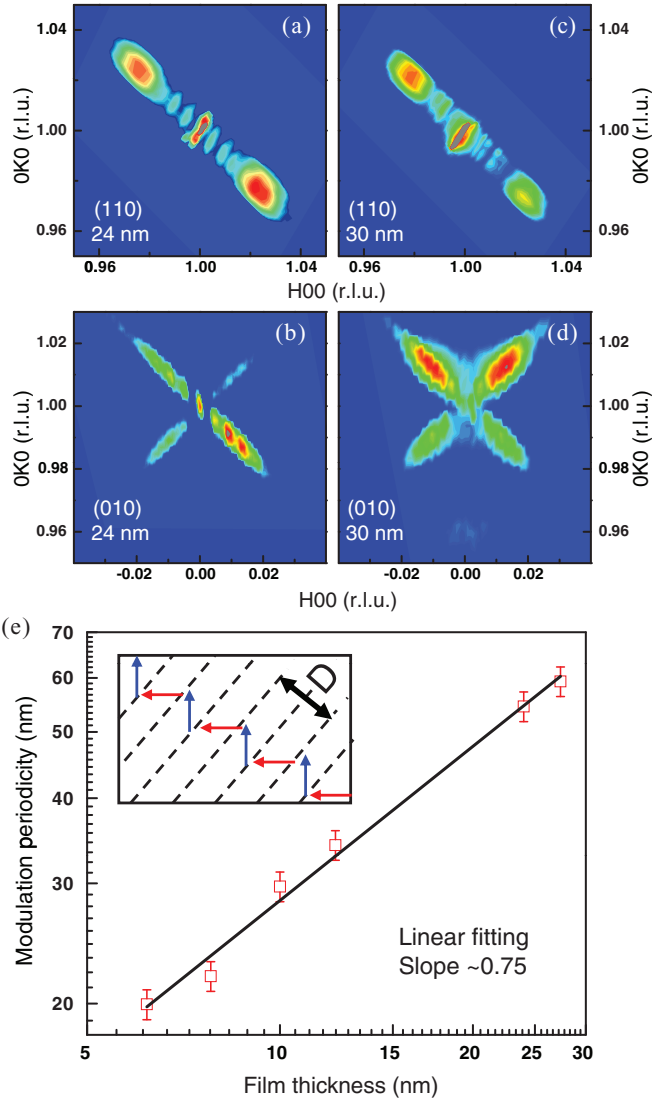 (a)
(c)
1.04
1.00
0.96
0K0 (r.l.u.)
(110)
24 nm
(110)
30 nm
1.04
1.00
0.96
0K0 (r.l.u.)
0.96 1.00 1.04 0.96 1.00 1.04
H00 (r.l.u.)
(b)
(d)
1.02
1.00
0.98
0.96
0K0 (r.l.u.)
(010)
24 nm
(010)
30 nm
1.02
1.00
0.98
0.96
0K0 (r.l.u.)
-0.02 0.00 0.02 -0.02 0.00 0.02
H00 (r.l.u.)
(e)
70
60
50
40
30
20
Modulation periodicity (nm)
D
Linear fitting
Slope ~0.75
5 10 20 25 30
Film thickness (nm)